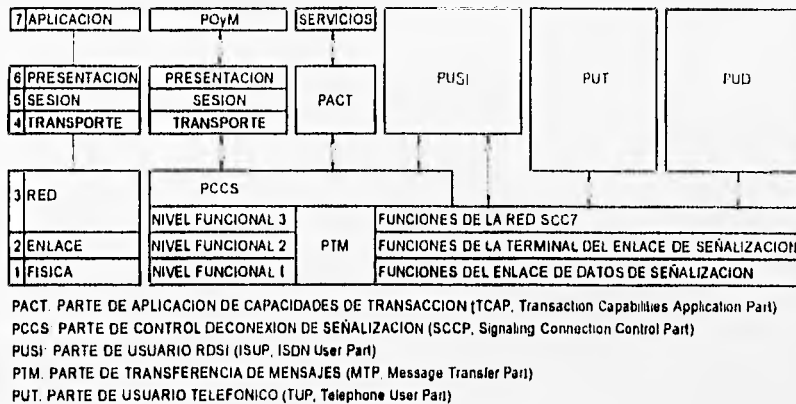 7 APLICACION POyM SERVICIOS
6 PRESENTACION PRESENTACION
5 SESION SESION PACT PUSI PUT PUD
4 TRANSPORTE TRANSPORTE
3 RED PCCS
NIVEL FUNCIONAL 3 FUNCIONES DE LA RED SCC7
2 ENLACE NIVEL FUNCIONAL 2 PTM FUNCIONES DE LA TERMINAL DEL ENLACE DE SEÑALIZACION
1 FISICA NIVEL FUNCIONAL 1 FUNCIONES DEL ENLACE DE DATOS DE SEÑALIZACION
PACT. PARTE DE APLICACION DE CAPACIDADES DE TRANSACCION (TCAP, Transaction Capabilities Application Part)
PCCS: PARTE DE CONTROL DECONEXION DE SEÑALIZACION (SCCP, Signaling Connection Control Part)
PUSI: PARTE DE USUARIO RDSI (ISUP, ISDN User Part)
PTM. PARTE DE TRANSFERENCIA DE MENSAJES (MTP, Message Transfer Part)
PUT. PARTE DE USUARIO TELEFONICO (TUP, Telephone User Part)